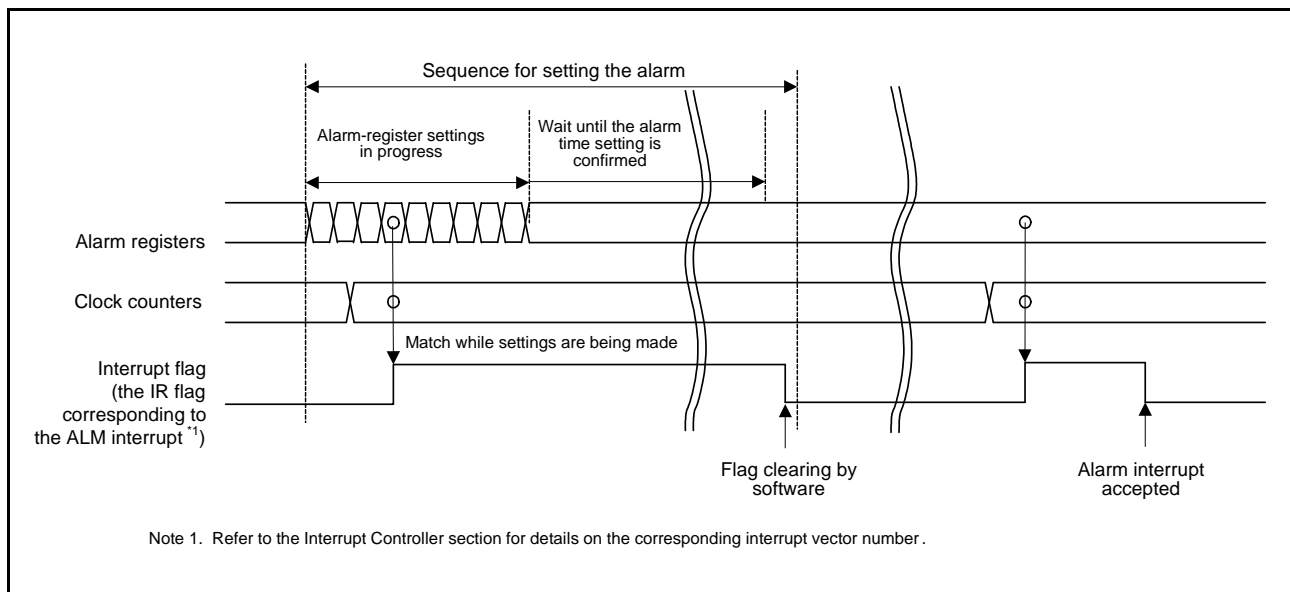 Sequence for setting the alarm
Alarm-register settings
in progress
Wait until the alarm
time setting is
confirmed
Alarm registers
Clock counters
Match while settings are being made
Interrupt flag
(the IR flag
corresponding to
the ALM interrupt *1)
Flag clearing by
software
Alarm interrupt
accepted
Note 1. Refer to the Interrupt Controller section for details on the corresponding interrupt vector number.